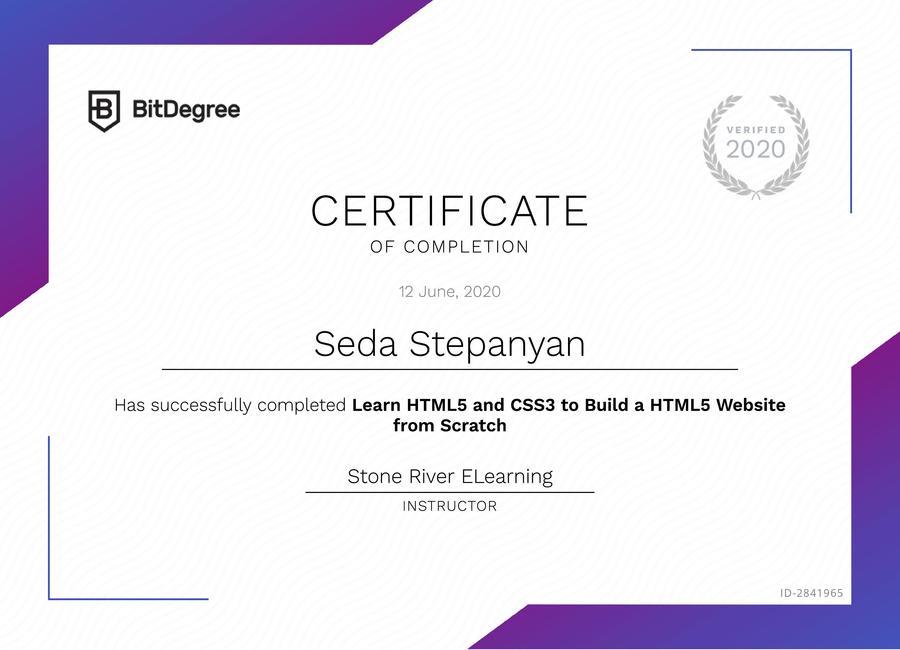 BitDegree
VERIFIED
2020
CERTIFICATE
OF COMPLETION
12 June, 2020
Seda Stepanyan
Has successfully completed Learn HTML5 and CSS3 to Build a HTML5 Website
from Scratch
Stone River ELearning
INSTRUCTOR
ID-2841965